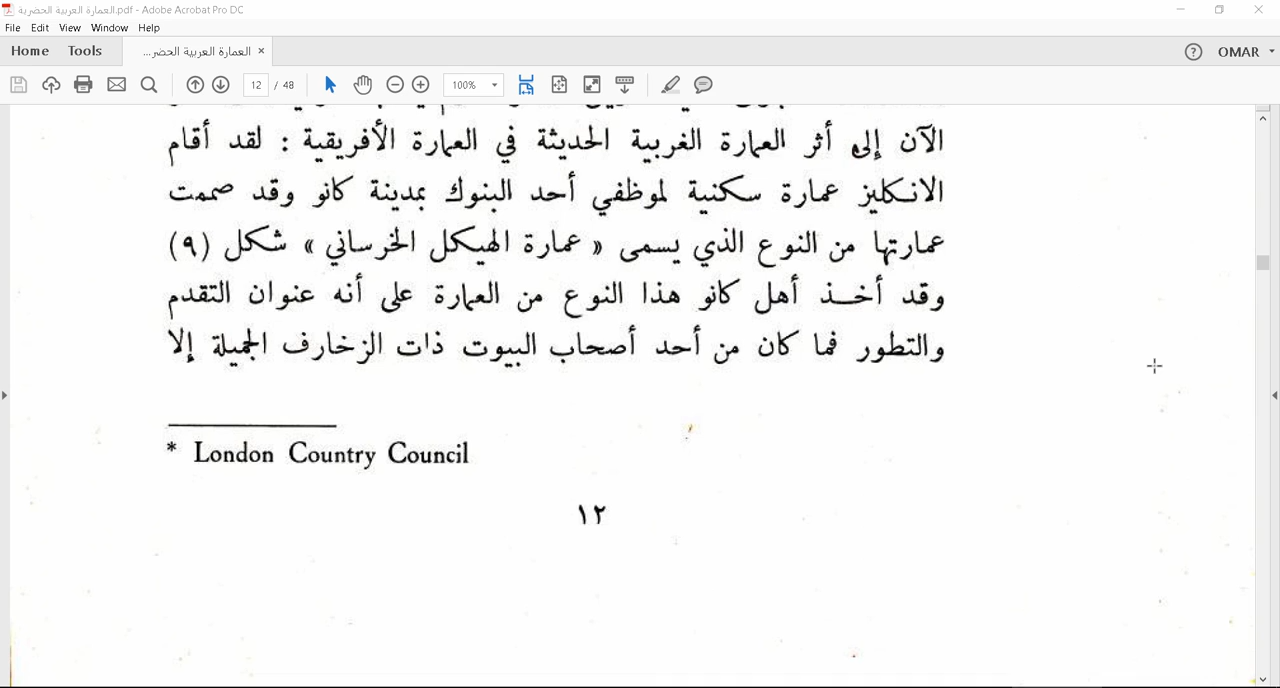 العمارة العربية الحضرية.pdf - Adobe Acrobat Pro DC
File Edit View Window Help
Home Tools العمارة العربية الحضر... × OMAR
12 / 48 100%
الآن إلى أثر العمارة الغربية الحديثة في العمارة الأفريقية : لقد أقام
الانكليز عمارة سكنية لموظفي أحد البنوك بمدينة كانو وقد صممت
عمارتها من النوع الذي يسمى « عمارة الهيكل الخرساني » شكل (٩)
وقد أخذ أهل كانو هذا النوع من العمارة على أنه عنوان التقدم
والتطور فما كان من أحد أصحاب البيوت ذات الزخارف الجميلة إلا
* London Country Council
١٢